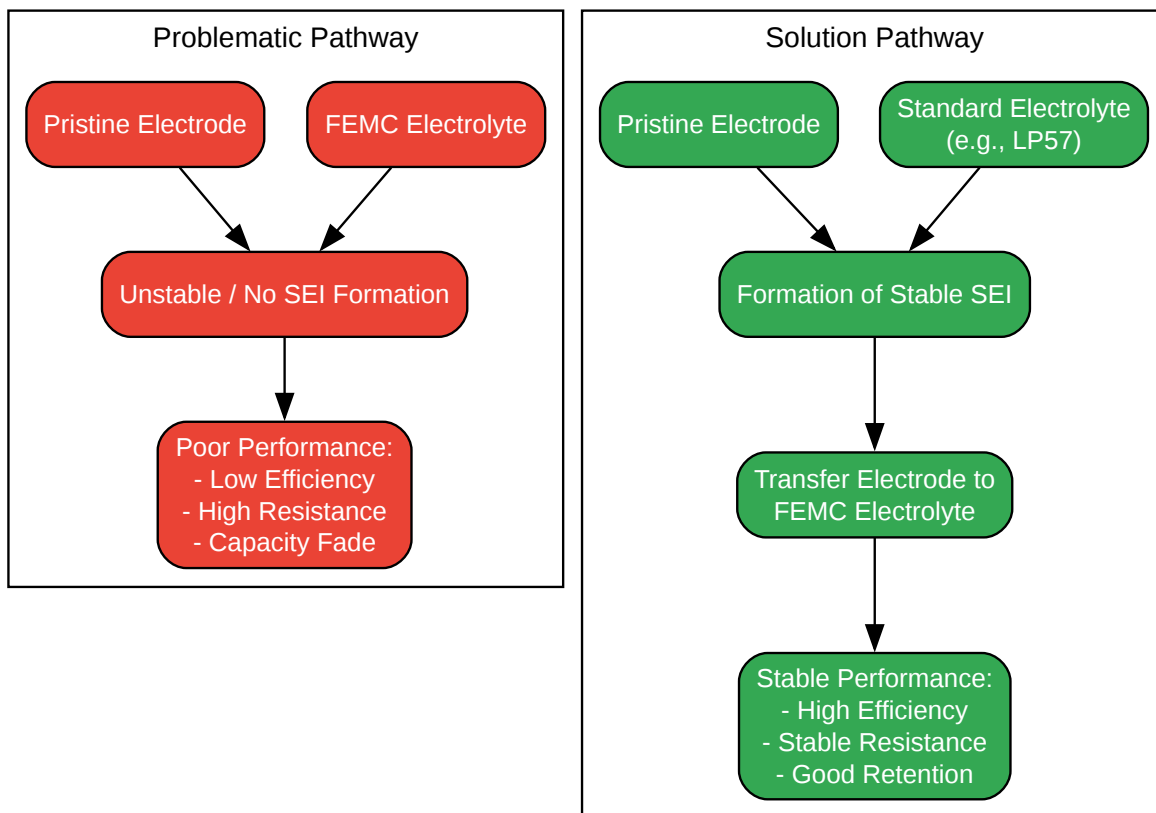 Problematic Pathway
Pristine Electrode
FEMC Electrolyte
Unstable / No SEI Formation
Poor Performance:
- Low Efficiency
- High Resistance
- Capacity Fade
Solution Pathway
Pristine Electrode
Standard Electrolyte
(e.g., LP57)
Formation of Stable SEI
Transfer Electrode to
FEMC Electrolyte
Stable Performance:
- High Efficiency
- Stable Resistance
- Good Retention